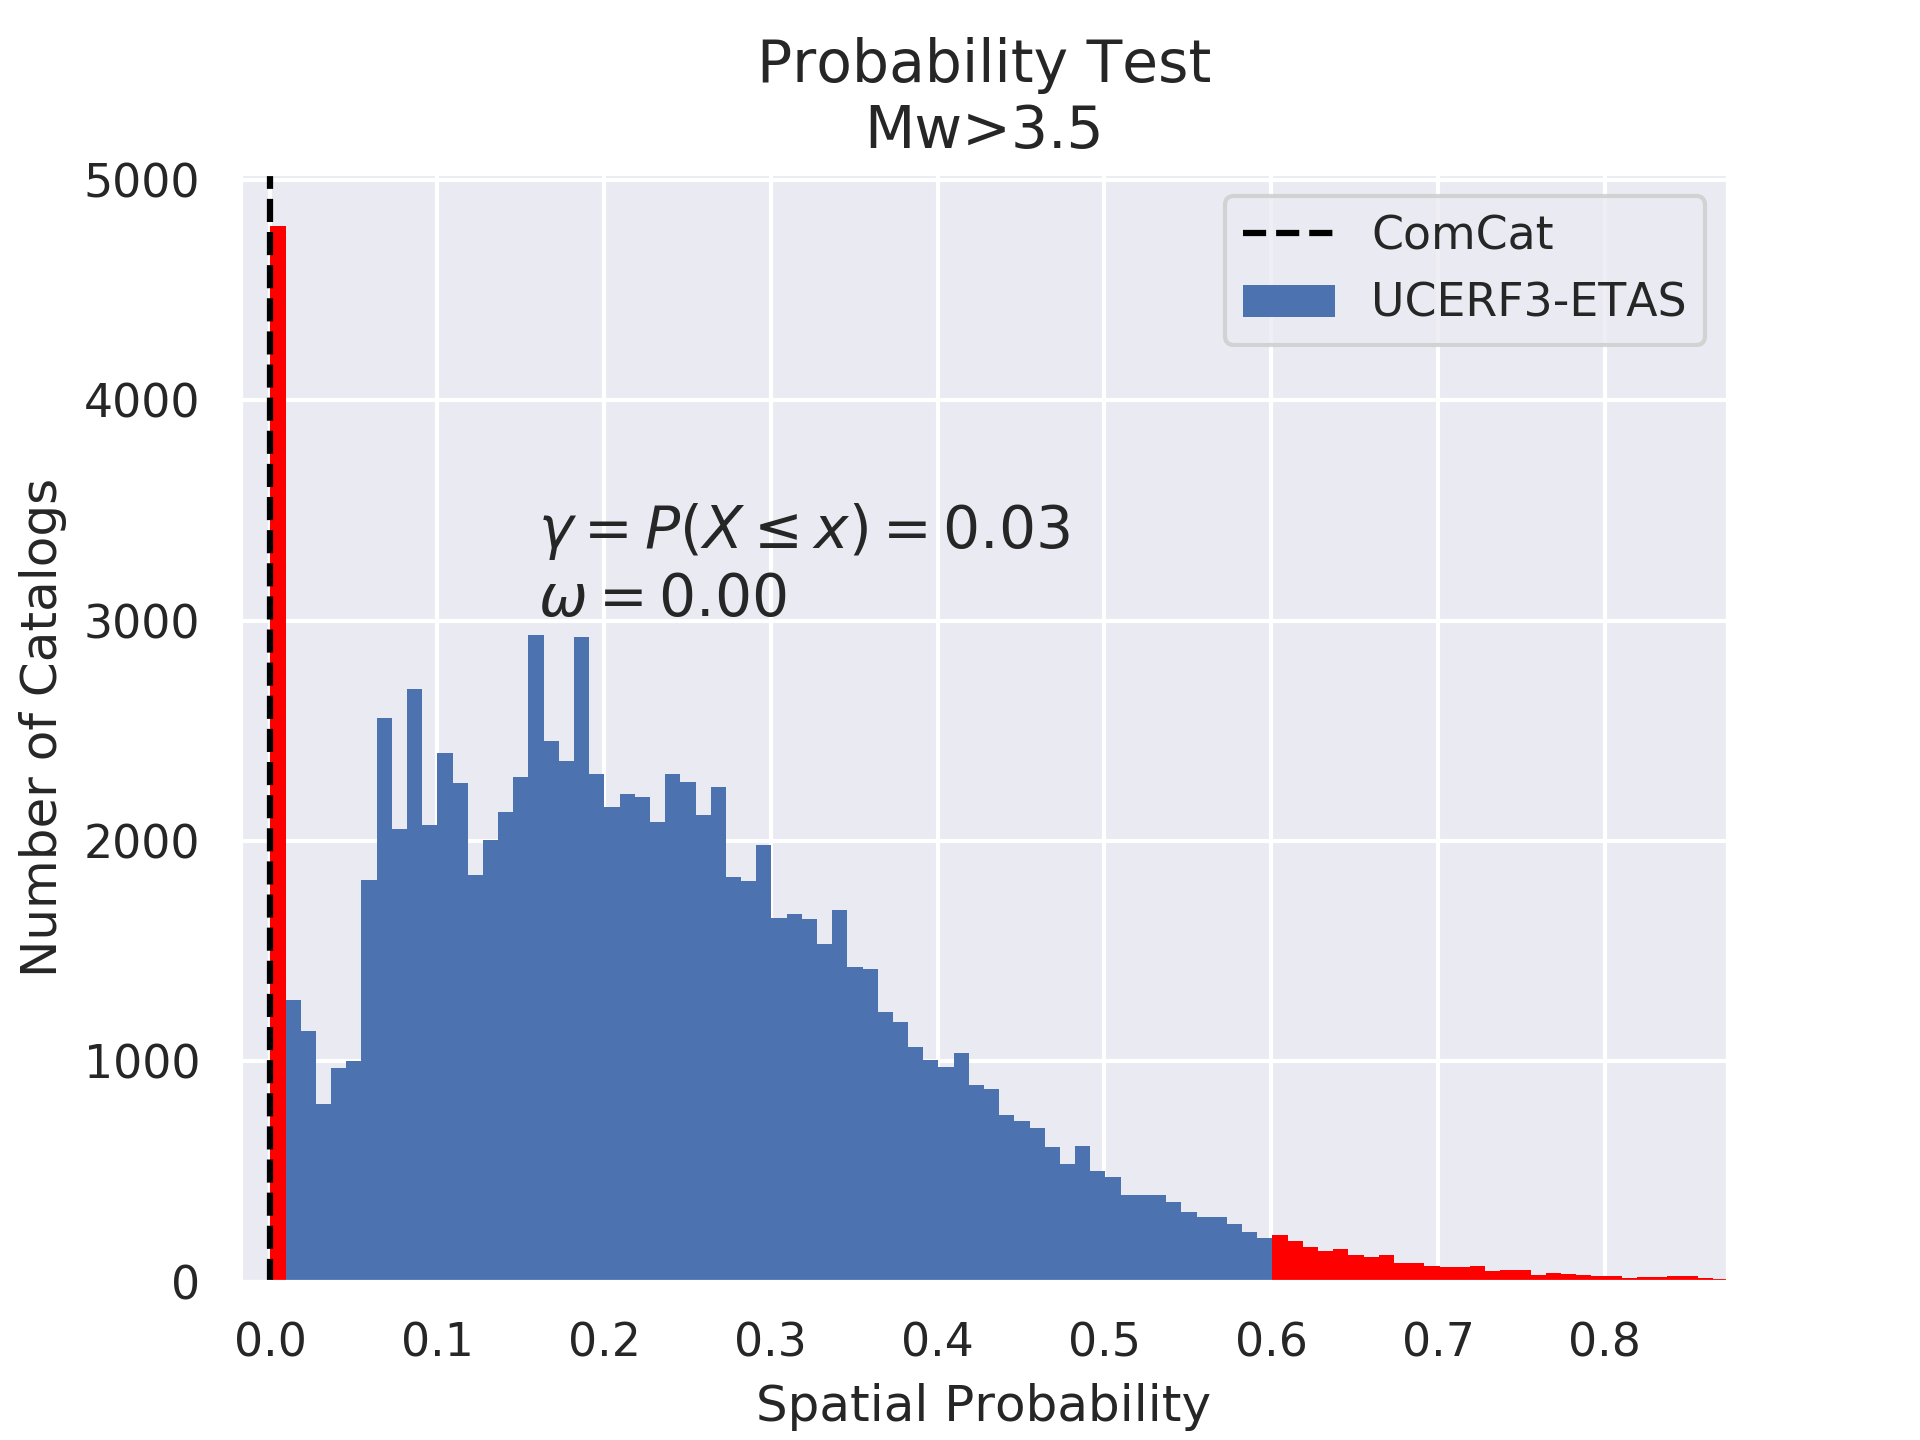 Probability Test
Mw>3.5
5000
4000
3000
2000
1000
0
Number of Catalogs
ComCat
UCERF3-ETAS
γ = P(X ≤ x) = 0.03
ω = 0.00
0.0 0.1 0.2 0.3 0.4 0.5 0.6 0.7 0.8
Spatial Probability